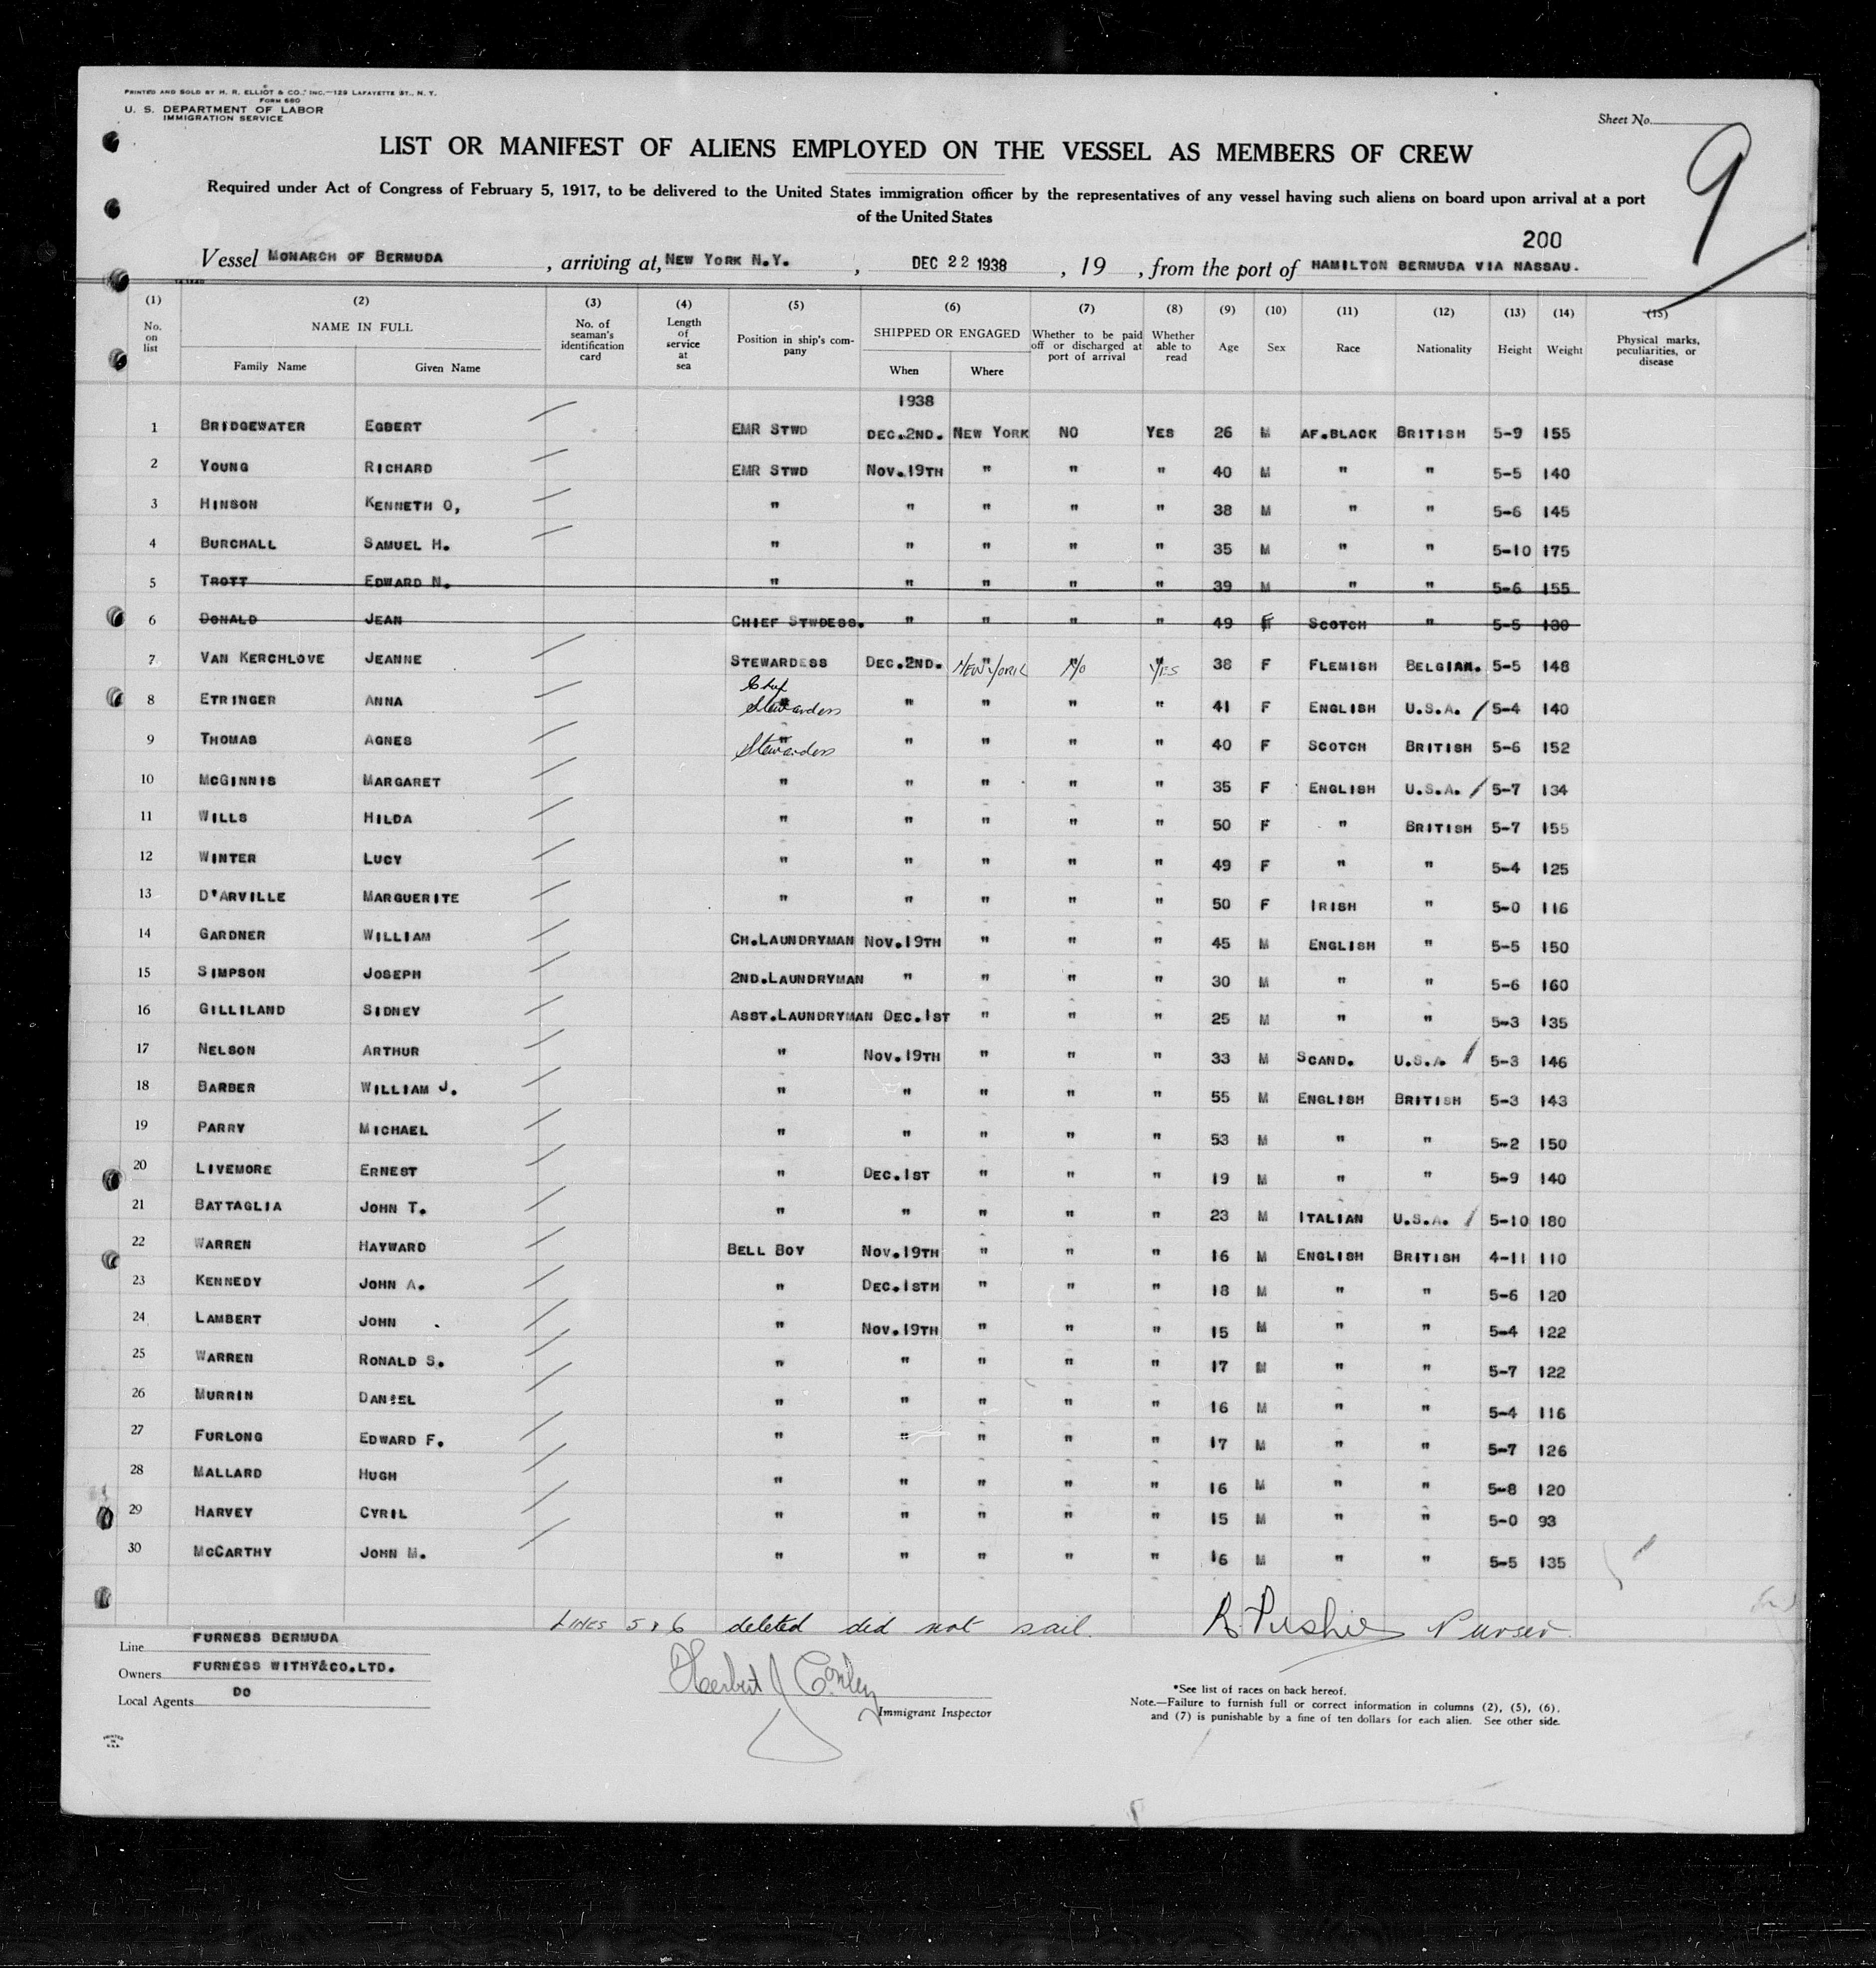 PRINTED AND SOLD BY H. R. ELLIOT & CO., INC.—129 LAFAYETTE ST., N. Y.
FORM 680
U. S. DEPARTMENT OF LABOR
IMMIGRATION SERVICE
Sheet No.
9
LIST OR MANIFEST OF ALIENS EMPLOYED ON THE VESSEL AS MEMBERS OF CREW
Required under Act of Congress of February 5, 1917, to be delivered to the United States immigration officer by the representatives of any vessel having such aliens on board upon arrival at a port
of the United States
200
Vessel MONARCH OF BERMUDA, arriving at, NEW YORK N.Y., DEC 22 1938, 19, from the port of HAMILTON BERMUDA VIA NASSAU.
(1) (2) (3) (4) (5) (6) (7) (8) (9) (10) (11) (12) (13) (14) (15)
No. on list NAME IN FULL Family Name Given Name No. of seaman's identification card Length of service at sea Position in ship's company SHIPPED OR ENGAGED When Where Whether to be paid off or discharged at port of arrival Whether able to read Age Sex Race Nationality Height Weight Physical marks, peculiarities, or disease
1938
1 BRIDGEWATER EGBERT EMR STWD DEC.2ND. NEW YORK NO YES 26 M AF.BLACK BRITISH 5-9 155
2 YOUNG RICHARD EMR STWD NOV.19TH " " " 40 M " " 5-5 140
3 HINSON KENNETH O, " " " " " 38 M " " 5-6 145
4 BURCHALL SAMUEL H. " " " " " 35 M " " 5-10 175
5 TROTT EDWARD N. " " " " " 39 M " " 5-6 155
6 DONALD JEAN CHIEF STWDESS. " " " " 49 F SCOTCH " 5-5 130
7 VAN KERCHLOVE JEANNE STEWARDESS DEC.2ND. " NEW YORK " NO " YES 38 F FLEMISH BELGIAN. 5-5 148
8 ETRINGER ANNA " Chief Stewardess " " " " 41 F ENGLISH U.S.A. 5-4 140
9 THOMAS AGNES " Stewardess " " " " 40 F SCOTCH BRITISH 5-6 152
10 MCGINNIS MARGARET " " " " " 35 F ENGLISH U.S.A. 5-7 134
11 WILLS HILDA " " " " " 50 F " BRITISH 5-7 155
12 WINTER LUCY " " " " " 49 F " " 5-4 125
13 D'ARVILLE MARGUERITE " " " " " 50 F IRISH " 5-0 116
14 GARDNER WILLIAM CH.LAUNDRYMAN NOV.19TH " " " 45 M ENGLISH " 5-5 150
15 SIMPSON JOSEPH 2ND.LAUNDRYMAN " " " " 30 M " " 5-6 160
16 GILLILAND SIDNEY ASST.LAUNDRYMAN DEC.1ST " " " 25 M " " 5-3 135
17 NELSON ARTHUR " NOV.19TH " " " 33 M SCAND. U.S.A. 5-3 146
18 BARBER WILLIAM J. " " " " " 55 M ENGLISH BRITISH 5-3 143
19 PARRY MICHAEL " " " " " 53 M " " 5-2 150
20 LIVEMORE ERNEST " DEC.1ST " " " 19 M " " 5-9 140
21 BATTAGLIA JOHN T. " " " " " 23 M ITALIAN U.S.A. 5-10 180
22 WARREN HAYWARD BELL BOY NOV.19TH " " " 16 M ENGLISH BRITISH 4-11 110
23 KENNEDY JOHN A. " DEC.1STH " " " 18 M " " 5-6 120
24 LAMBERT JOHN . " NOV.19TH " " " 15 M " " 5-4 122
25 WARREN RONALD S. " " " " " 17 M " " 5-7 122
26 MURRIN DANIEL " " " " " 16 M " " 5-4 116
27 FURLONG EDWARD F. " " " " " 17 M " " 5-7 126
28 MALLARD HUGH " " " " " 16 M " " 5-8 120
29 HARVEY CYRIL " " " " " 15 M " " 5-0 93
30 MCCARTHY JOHN M. " " " " " 16 M " " 5-5 135
LINES 5 & 6 deleted did not sail. Purser
Line FURNESS BERMUDA
Owners FURNESS WITHY&CO.LTD.
Local Agents DO
Herbert J Conley
Immigrant Inspector
*See list of races on back hereof.
Note.—Failure to furnish full or correct information in columns (2), (5), (6), and (7) is punishable by a fine of ten dollars for each alien. See other side.
PRINTED IN U.S.A.